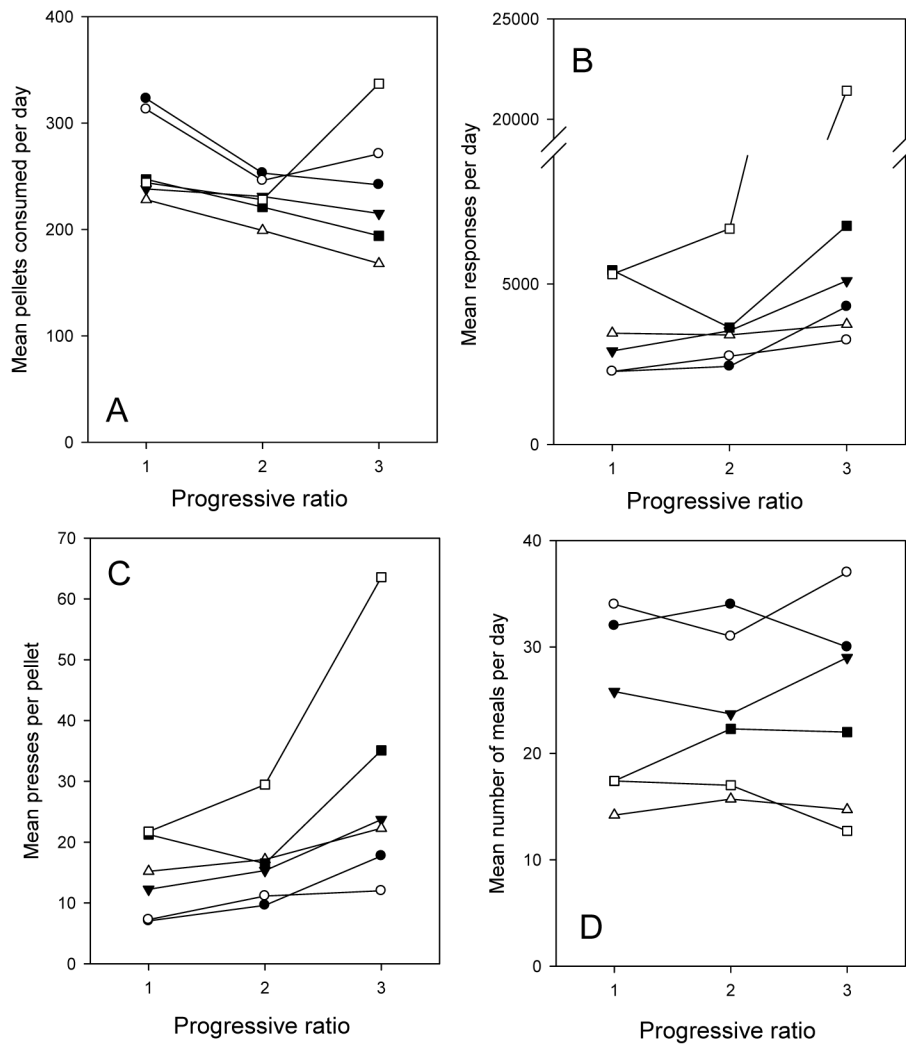 Mean pellets consumed per day
400
300
200
100
0
A
1 2 3
Progressive ratio
Mean responses per day
25000
20000
5000
0
B
1 2 3
Progressive ratio
Mean presses per pellet
70
60
50
40
30
20
10
0
C
1 2 3
Progressive ratio
Mean number of meals per day
40
30
20
10
0
D
1 2 3
Progressive ratio